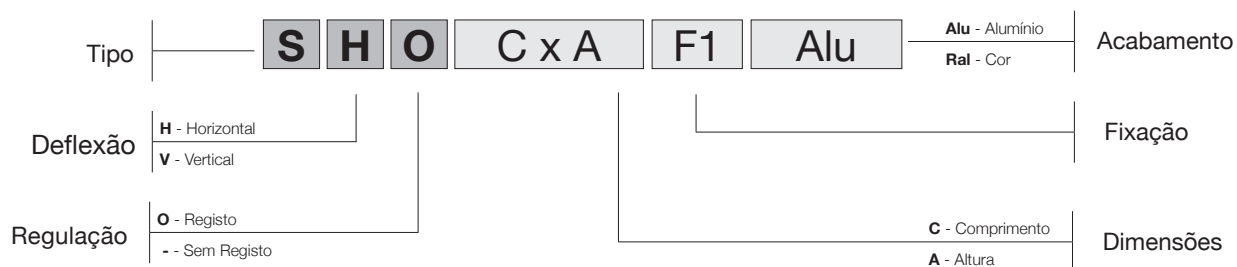 Tipo
S H O C x A F1 Alu
Alu - Alumínio
Ral - Cor
Acabamento
Deflexão
H - Horizontal
V - Vertical
Fixação
Regulação
O - Registo
- - Sem Registo
C - Comprimento
A - Altura
Dimensões